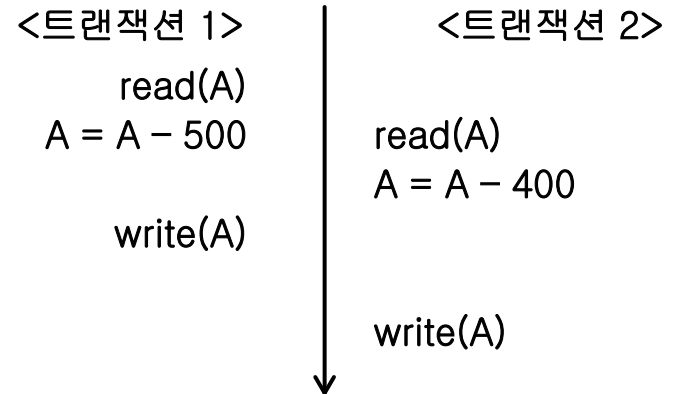 <트랜잭션 1>
read(A)
A = A − 500
write(A)
<트랜잭션 2>
read(A)
A = A − 400
write(A)